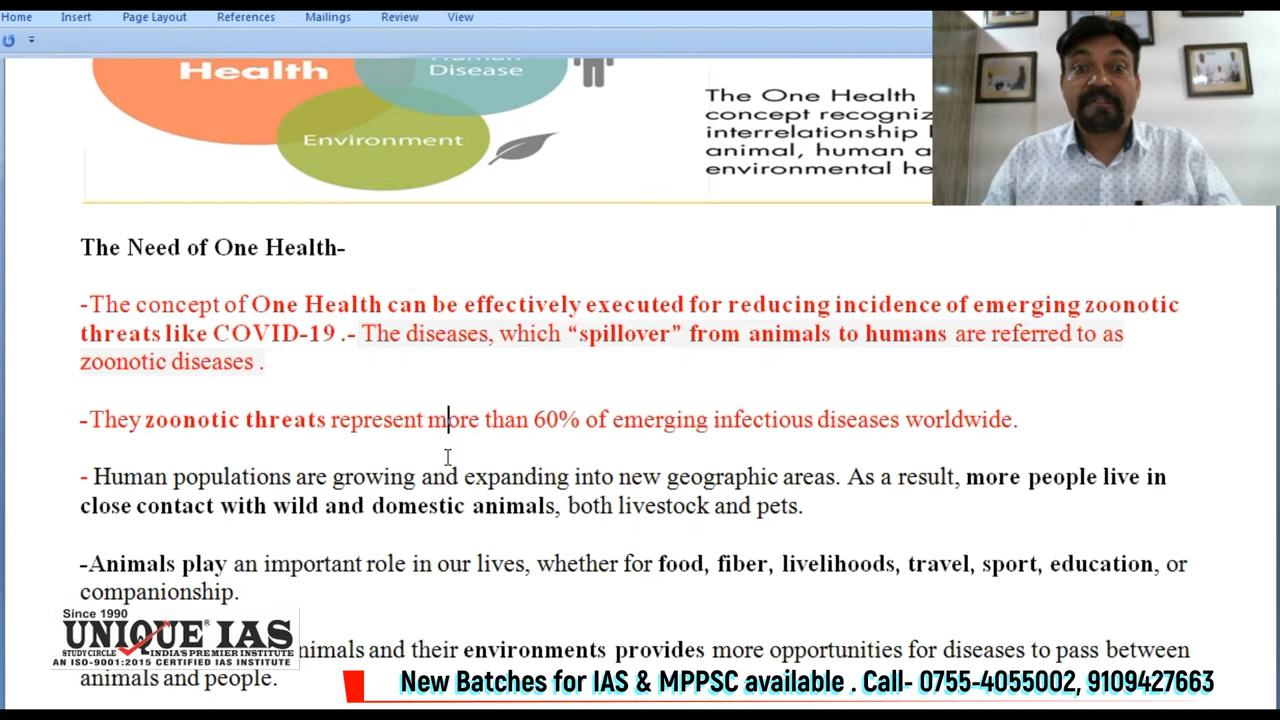 Home Insert Page Layout References Mailings Review View
Health
Human
Disease
Environment
The One Health
concept recogniz
interrelationship
animal, human a
environmental he
The Need of One Health-
-The concept of One Health can be effectively executed for reducing incidence of emerging zoonotic
threats like COVID-19 .- The diseases, which “spillover” from animals to humans are referred to as
zoonotic diseases .
-They zoonotic threats represent more than 60% of emerging infectious diseases worldwide.
- Human populations are growing and expanding into new geographic areas. As a result, more people live in
close contact with wild and domestic animals, both livestock and pets.
-Animals play an important role in our lives, whether for food, fiber, livelihoods, travel, sport, education, or
companionship.
nimals and their environments provides more opportunities for diseases to pass between
animals and people.
Since 1990
UNIQUE® IAS
STUDY CIRCLE INDIA'S PREMIER INSTITUTE
AN ISO-9001:2015 CERTIFIED IAS INSTITUTE
New Batches for IAS & MPPSC available . Call- 0755-4055002, 9109427663